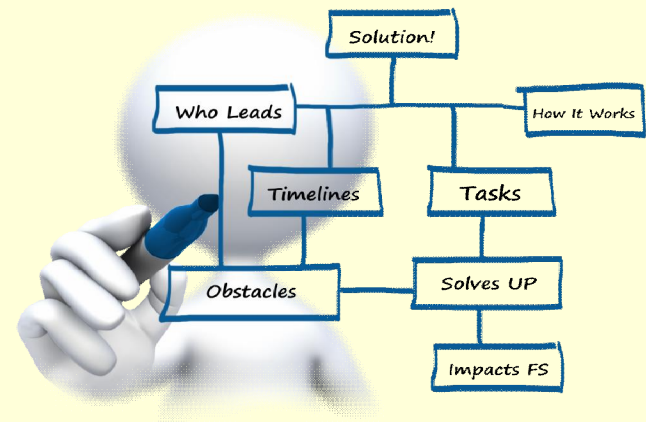 Solution!
Who Leads
How It Works
Timelines
Tasks
Obstacles
Solves UP
Impacts FS